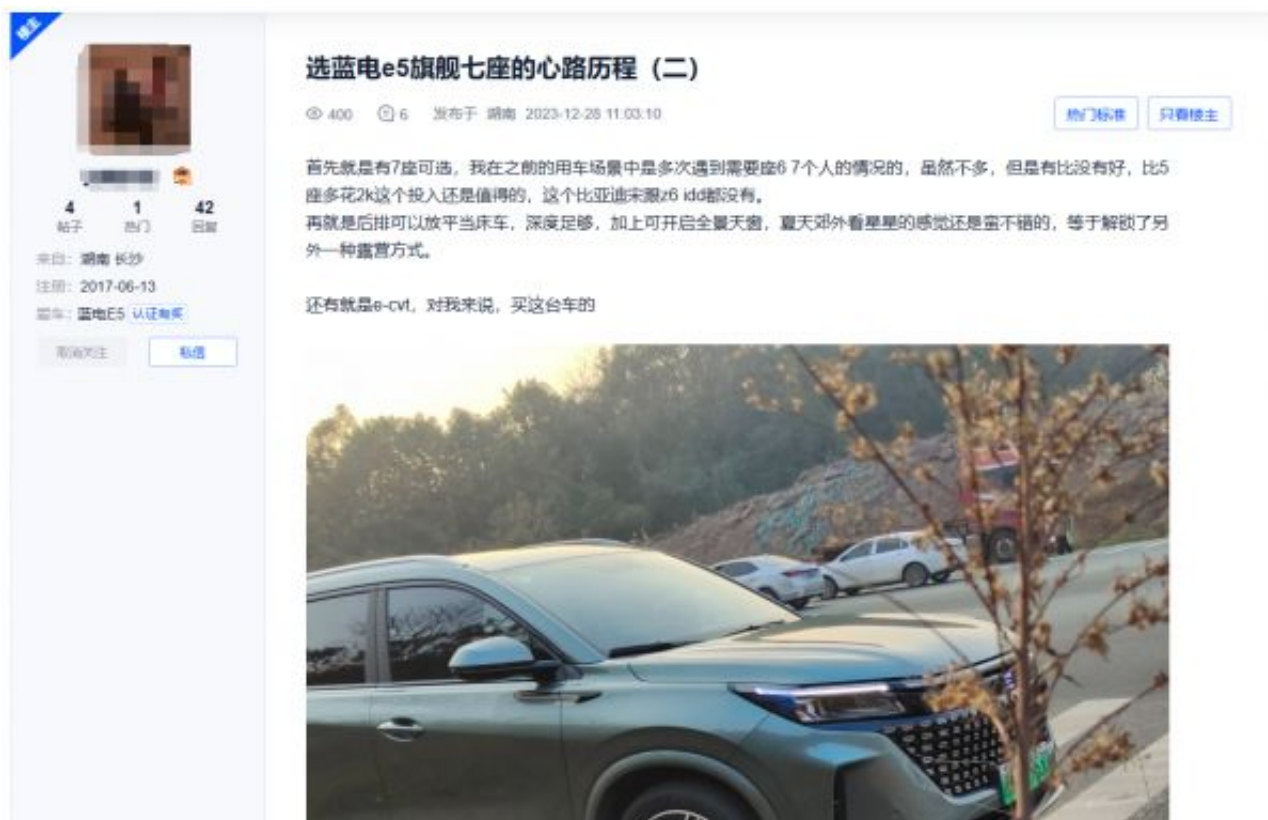 楼主
选蓝电e5旗舰七座的心路历程（二）
400 6 发布于 湖南 2023-12-28 11:03:10
热门标准 只看楼主
首先就是有7座可选，我在之前的用车场景中是多次遇到需要座6 7个人的情况的，虽然不多，但是有比没有好，比5
座多花2k这个投入还是值得的，这个比亚迪宋跟z6 idd都没有。
再就是后排可以放平当床车，深度足够，加上可开启全景天窗，夏天郊外看星星的感觉还是蛮不错的，等于解锁了另
外一种露营方式。
还有就是e-cvt，对我来说，买这台车的
4 1 42
帖子 热门 回复
来自：湖南 长沙
注册：2017-06-13
爱车：蓝电E5 认证有奖
取消关注 私信